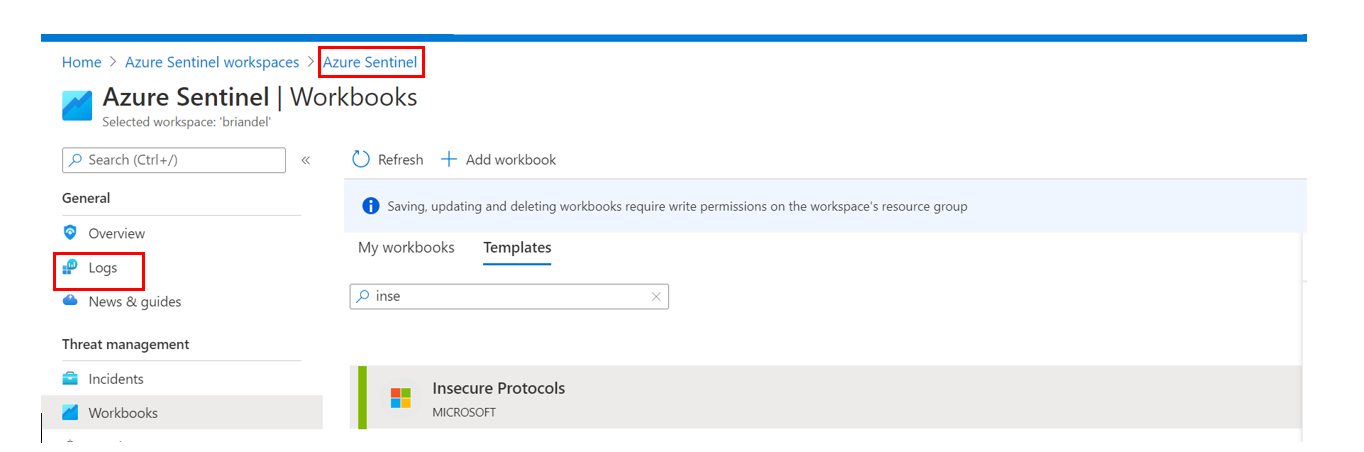 Home > Azure Sentinel workspaces > Azure Sentinel
Azure Sentinel | Workbooks
Selected workspace: 'briandel'
Search (Ctrl+/)
«
Refresh
Add workbook
General
Saving, updating and deleting workbooks require write permissions on the workspace's resource group
Overview
My workbooks
Templates
Logs
inse
News & guides
Threat management
Incidents
Insecure Protocols
Workbooks
MICROSOFT